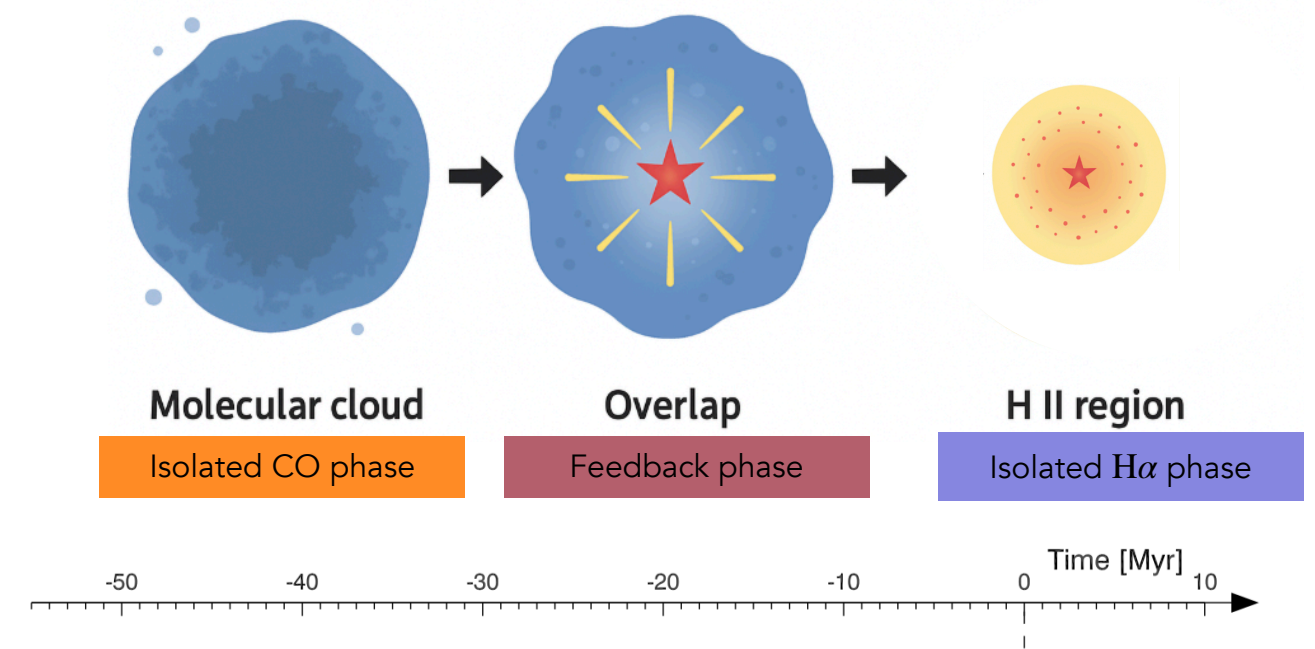 Molecular cloud
Overlap
H II region
Isolated CO phase
Feedback phase
Isolated Hα phase
Time [Myr]
-50 -40 -30 -20 -10 0 10